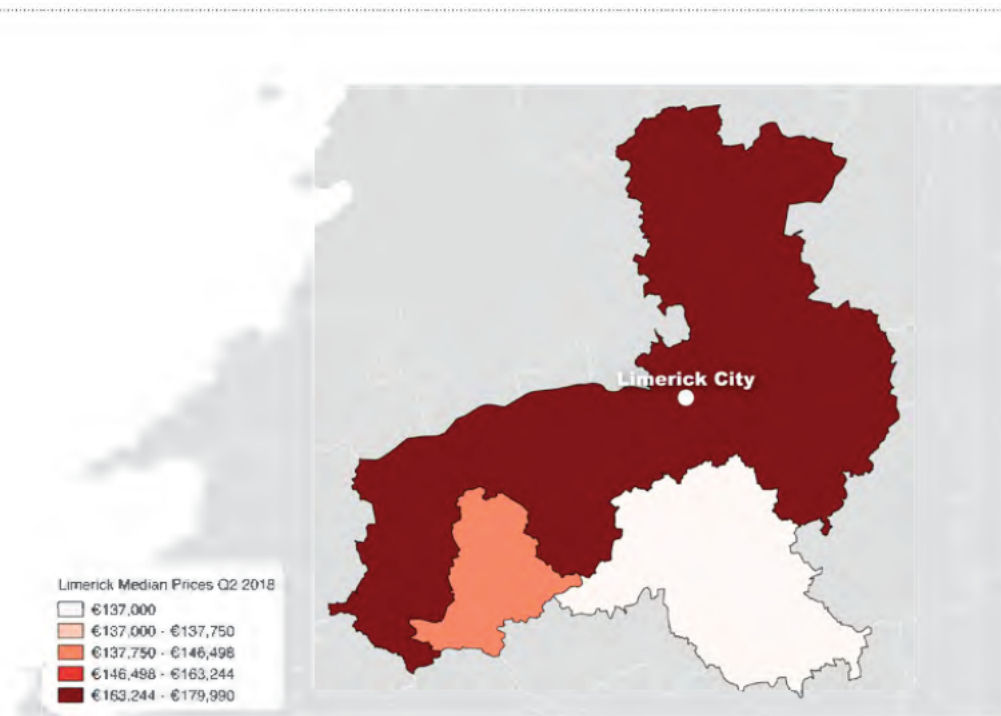 Limerick City
Limerick Median Prices Q2 2018
€137,000
€137,000 - €137,750
€137,750 - €146,498
€146,498 - €163,244
€163,244 - €179,990